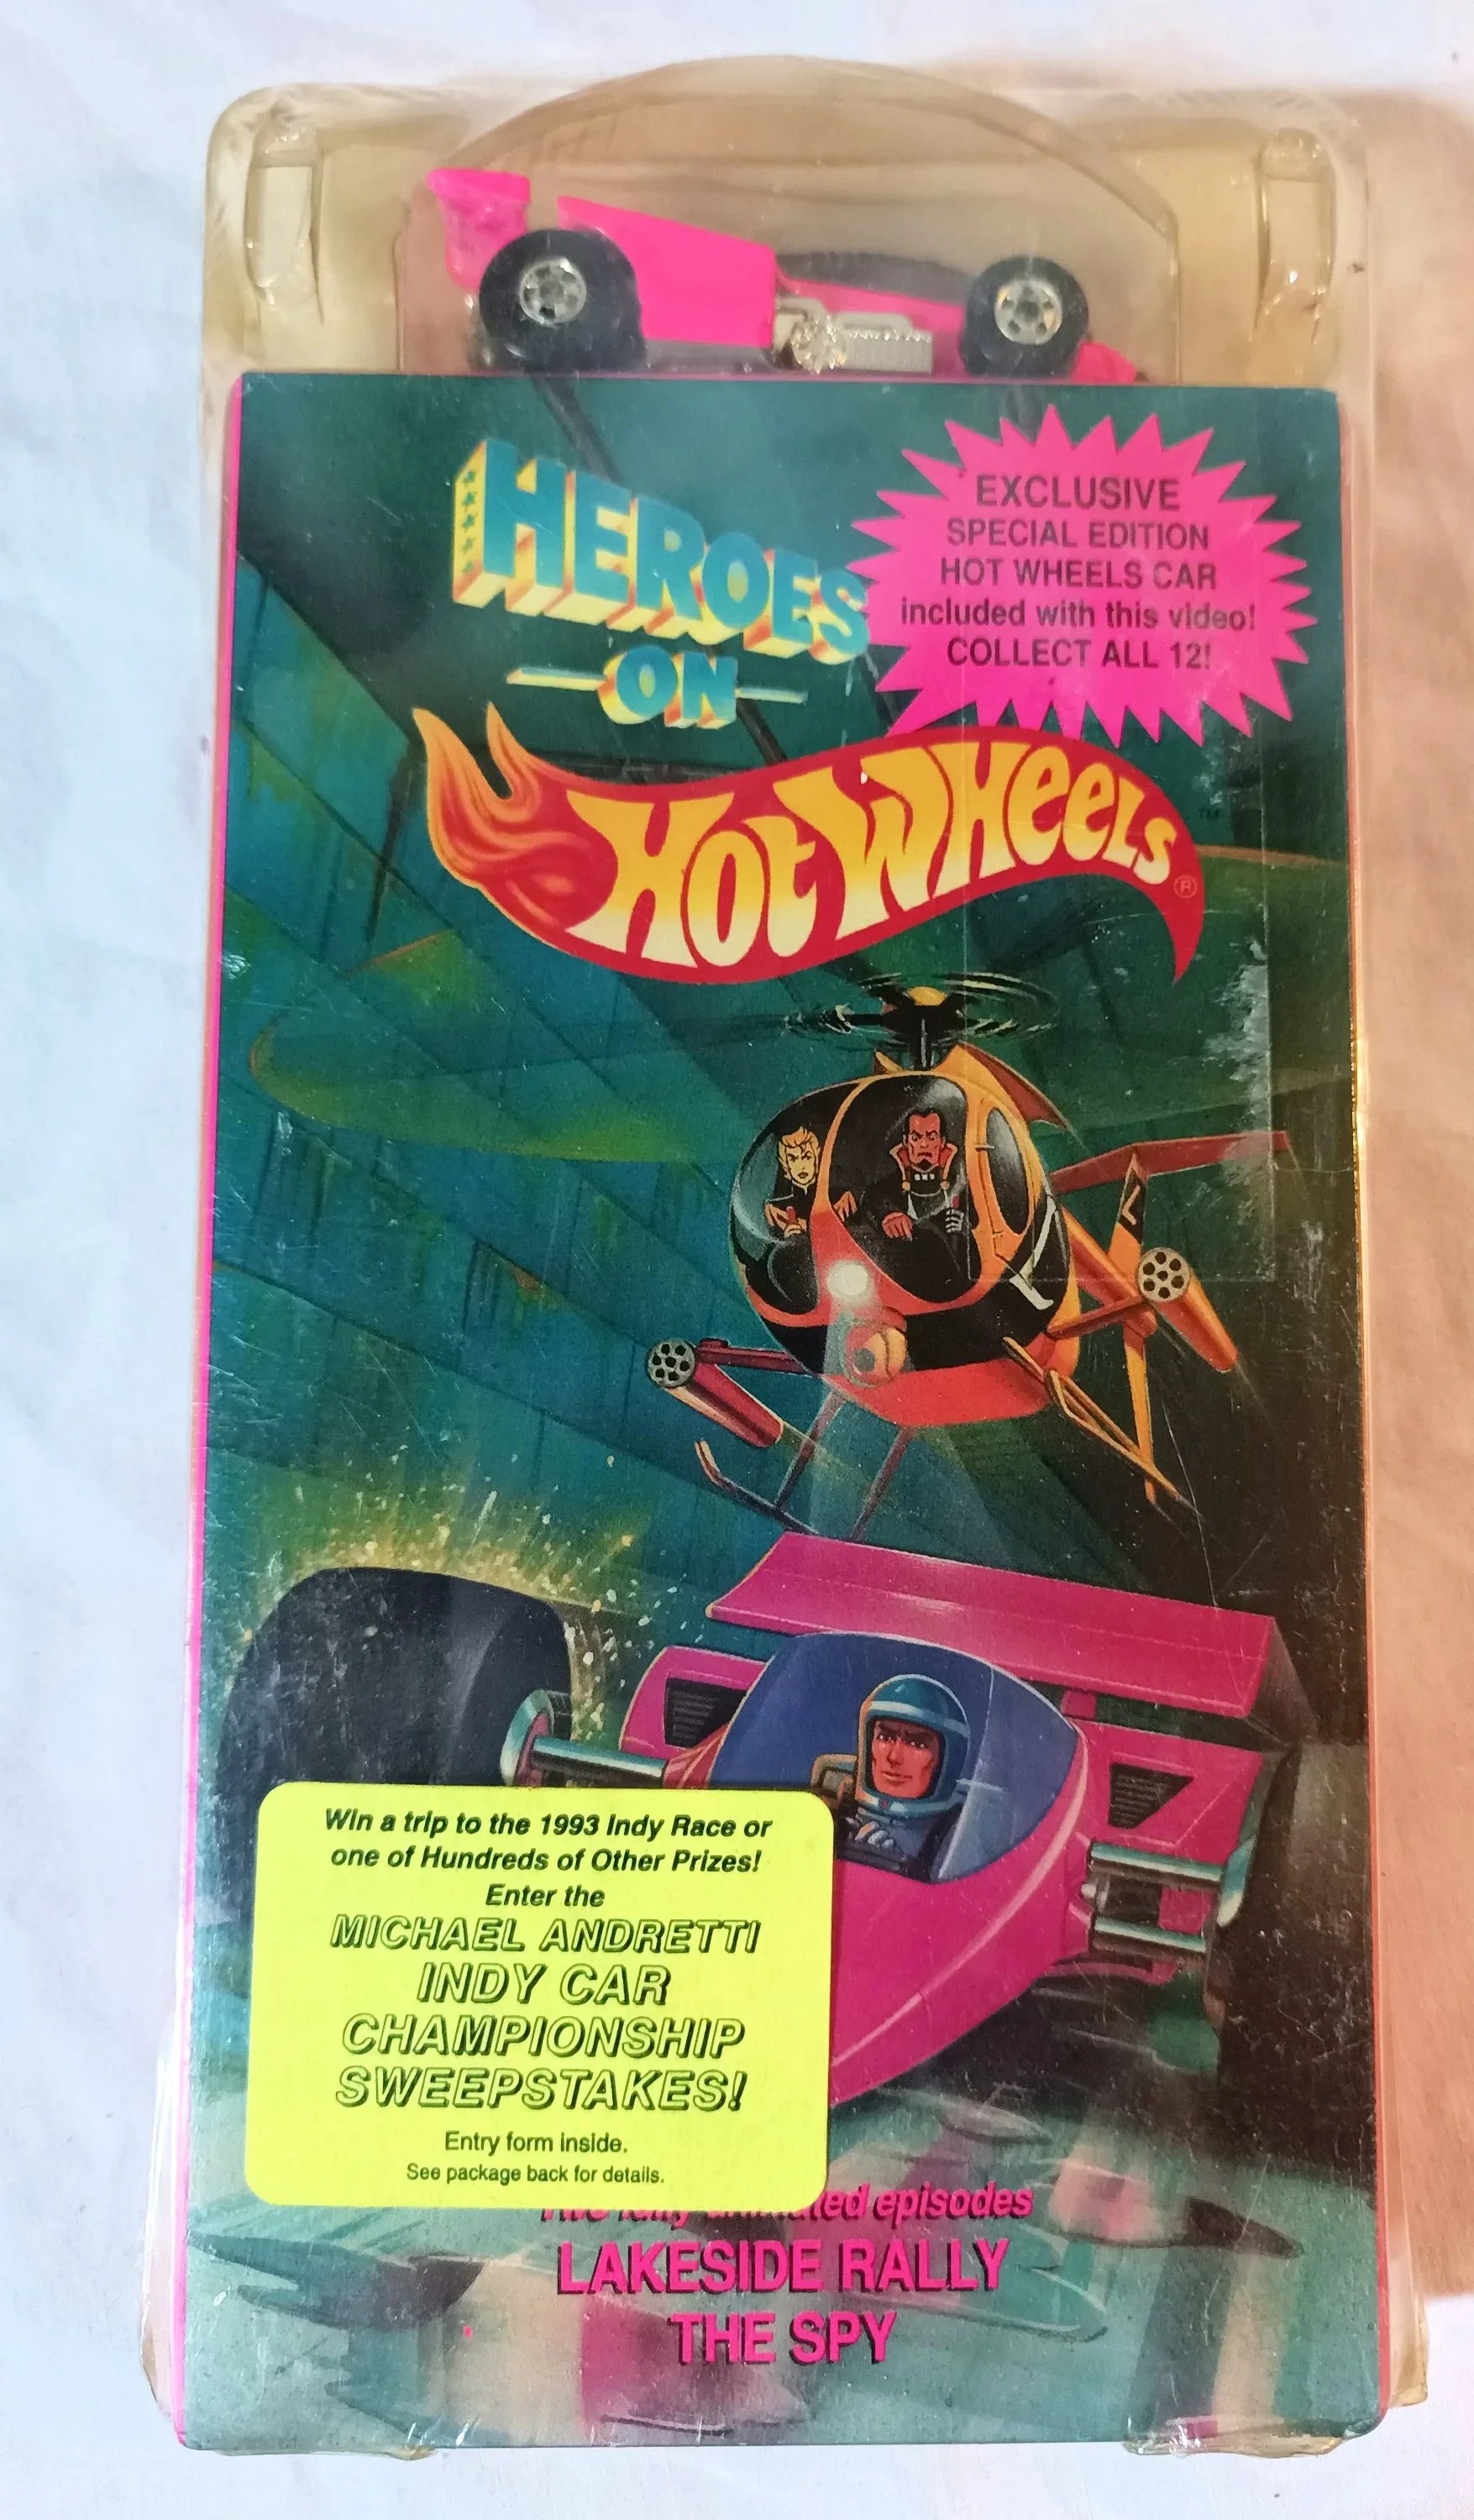 HEROES
ON
HOT WHEELS
TM
®
EXCLUSIVE
SPECIAL EDITION
HOT WHEELS CAR
included with this video!
COLLECT ALL 12!
Win a trip to the 1993 Indy Race or
one of Hundreds of Other Prizes!
Enter the
MICHAEL ANDRETTI
INDY CAR
CHAMPIONSHIP
SWEEPSTAKES!
Entry form inside.
See package back for details.
episodes
LAKESIDE RALLY
THE SPY